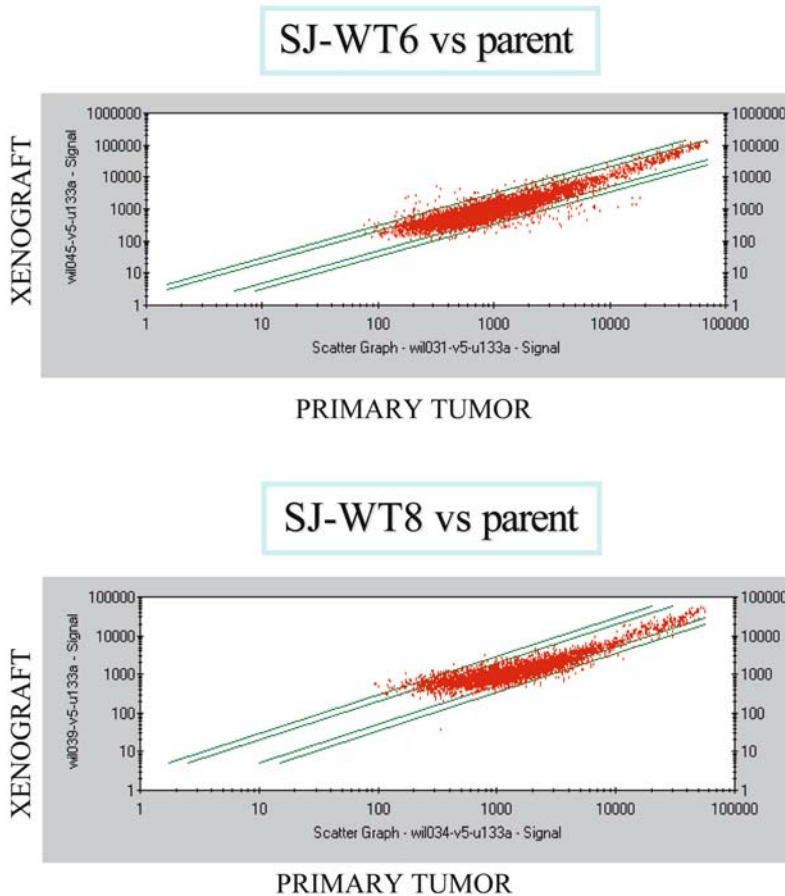 SJ-WT6 vs parent
XENOGRAFT
wil045-v5-u133a - Signal
1000000
100000
10000
1000
100
10
1
1000000
100000
10000
1000
100
10
1
1 10 100 1000 10000 100000
Scatter Graph - wil031-v5-u133a - Signal
PRIMARY TUMOR
SJ-WT8 vs parent
XENOGRAFT
wil039-v5-u133a - Signal
100000
10000
1000
100
10
1
100000
10000
1000
100
10
1
1 10 100 1000 10000 100000
Scatter Graph - wil034-v5-u133a - Signal
PRIMARY TUMOR